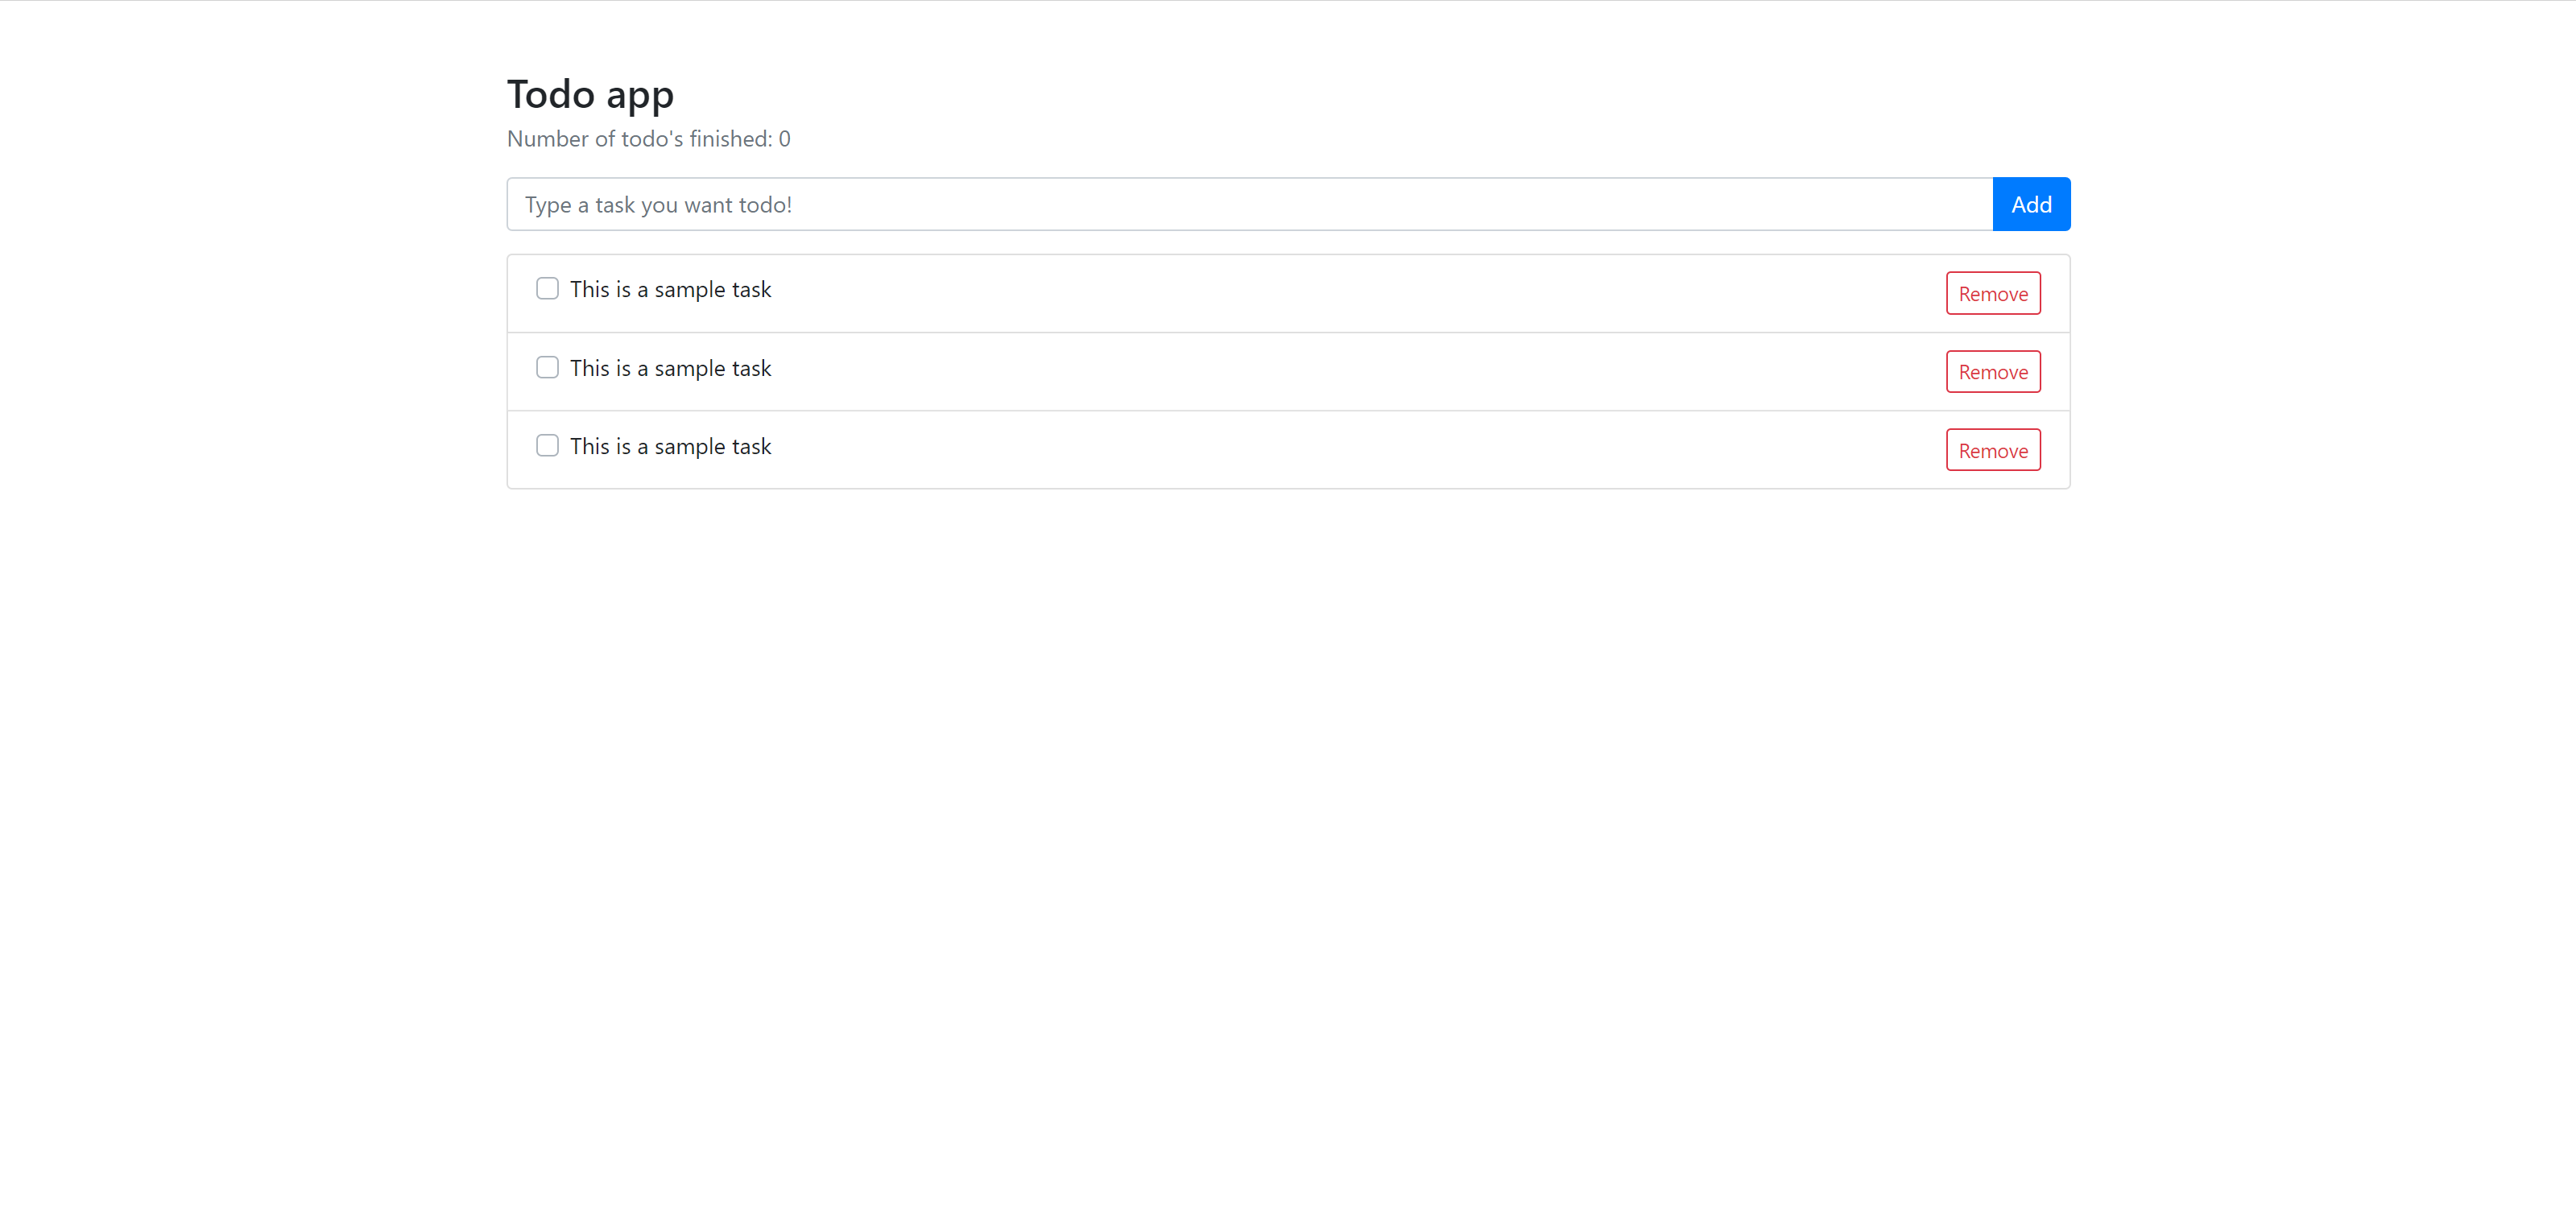 Todo app
Number of todo's finished: 0
Type a task you want todo! Add
This is a sample task Remove
This is a sample task Remove
This is a sample task Remove